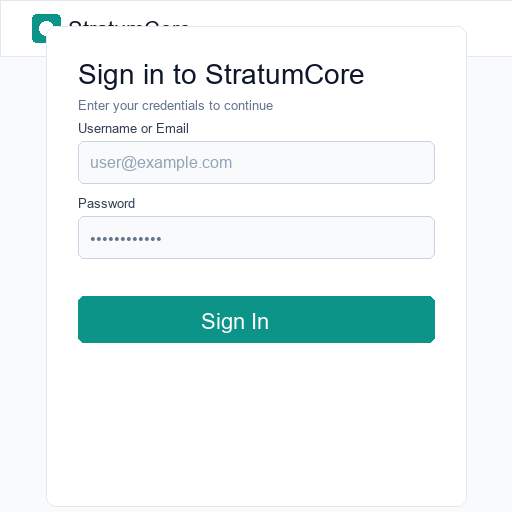 StratumCore
Sign in to StratumCore
Enter your credentials to continue
Username or Email
user@example.com
Password
••••••••••••
Sign In